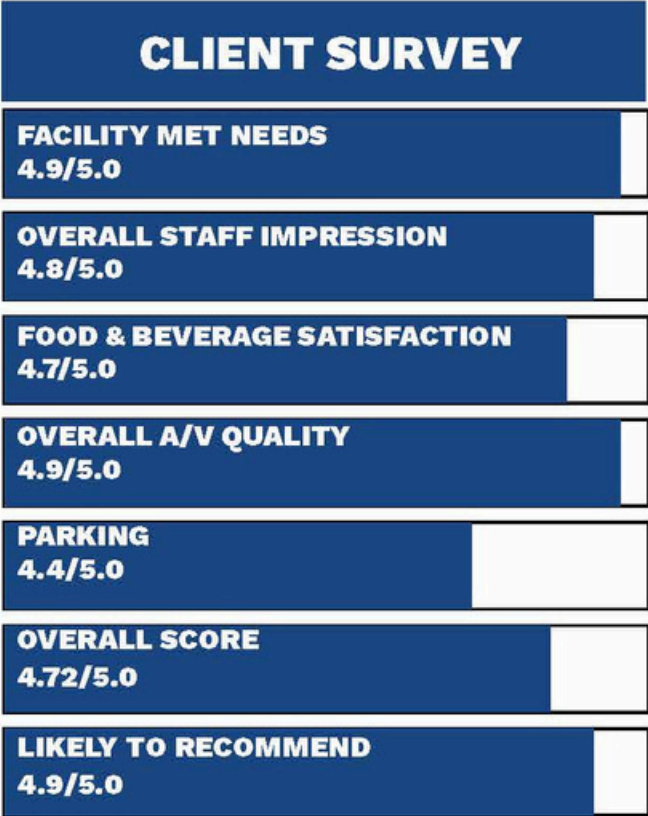 CLIENT SURVEY
FACILITY MET NEEDS
4.9/5.0
OVERALL STAFF IMPRESSION
4.8/5.0
FOOD & BEVERAGE SATISFACTION
4.7/5.0
OVERALL A/V QUALITY
4.9/5.0
PARKING
4.4/5.0
OVERALL SCORE
4.72/5.0
LIKELY TO RECOMMEND
4.9/5.0